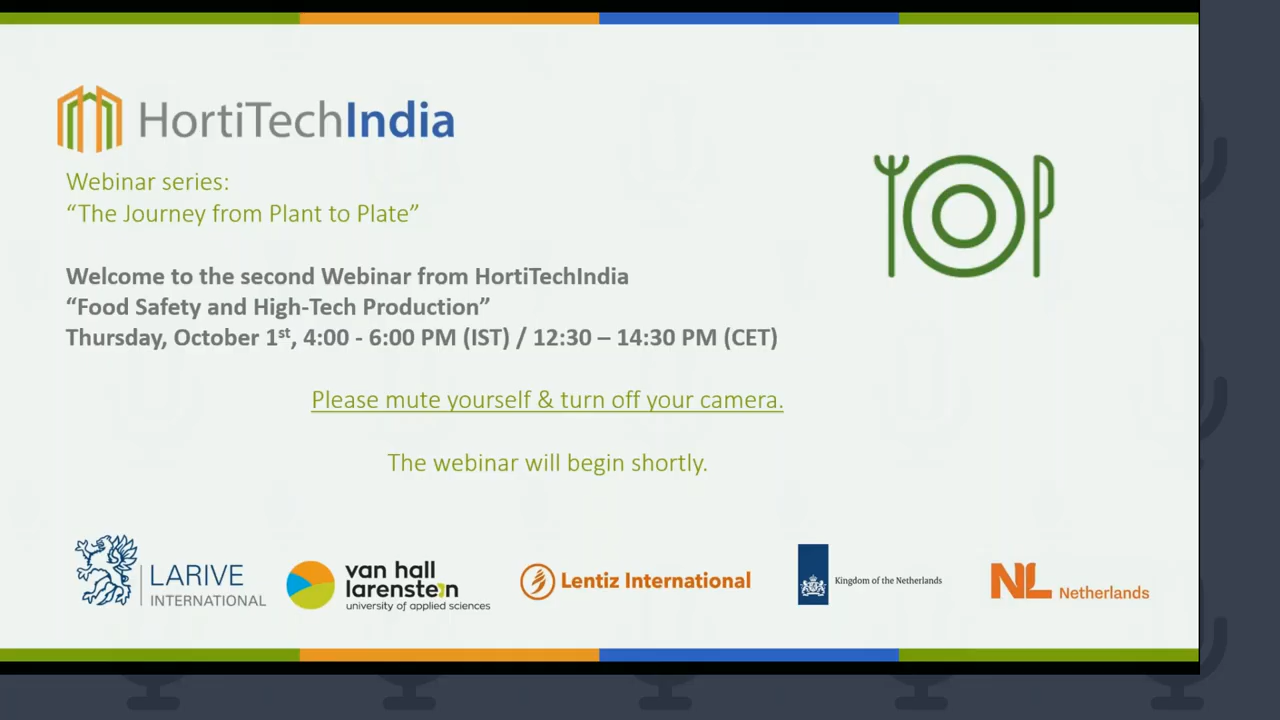 HortiTechIndia
Webinar series:
“The Journey from Plant to Plate”
Welcome to the second Webinar from HortiTechIndia
“Food Safety and High-Tech Production”
Thursday, October 1st, 4:00 - 6:00 PM (IST) / 12:30 – 14:30 PM (CET)
Please mute yourself & turn off your camera.
The webinar will begin shortly.
LARIVE
INTERNATIONAL
van hall
larenstein
university of applied sciences
Lentiz International
Kingdom of the Netherlands
NL Netherlands